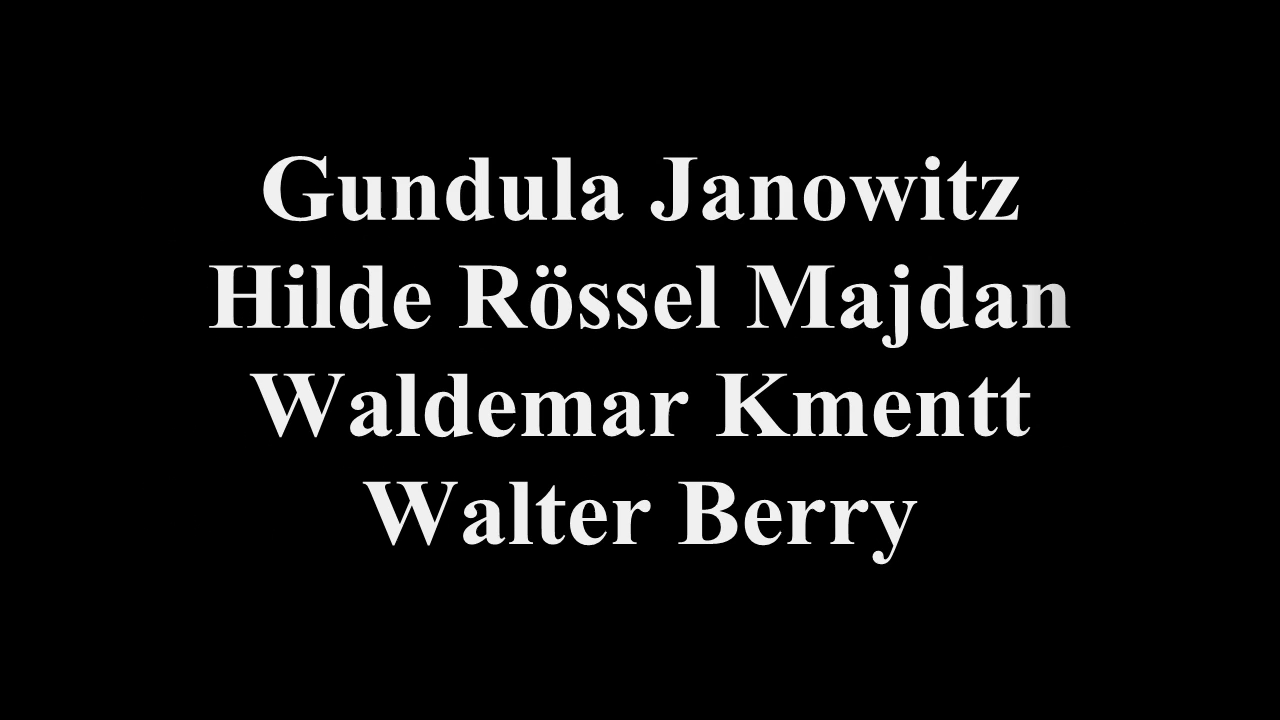 Gundula Janowitz
Hilde Rössel Majdan
Waldemar Kmentt
Walter Berry